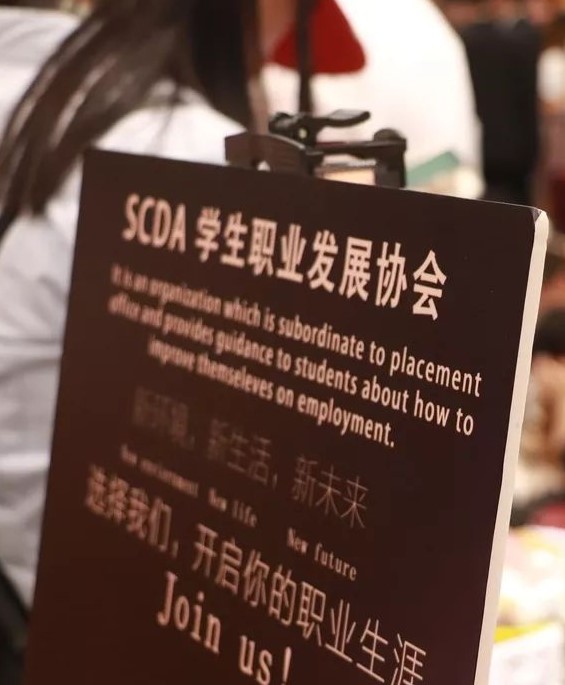 SCDA 学生职业发展协会
It is an organization which is subordinate to placement
office and provides guidance to students about how to
improve themseleves on employment.
新环境，新生活，新未来
New enviroment New life New future
选择我们，开启你的职业生涯
Join us!